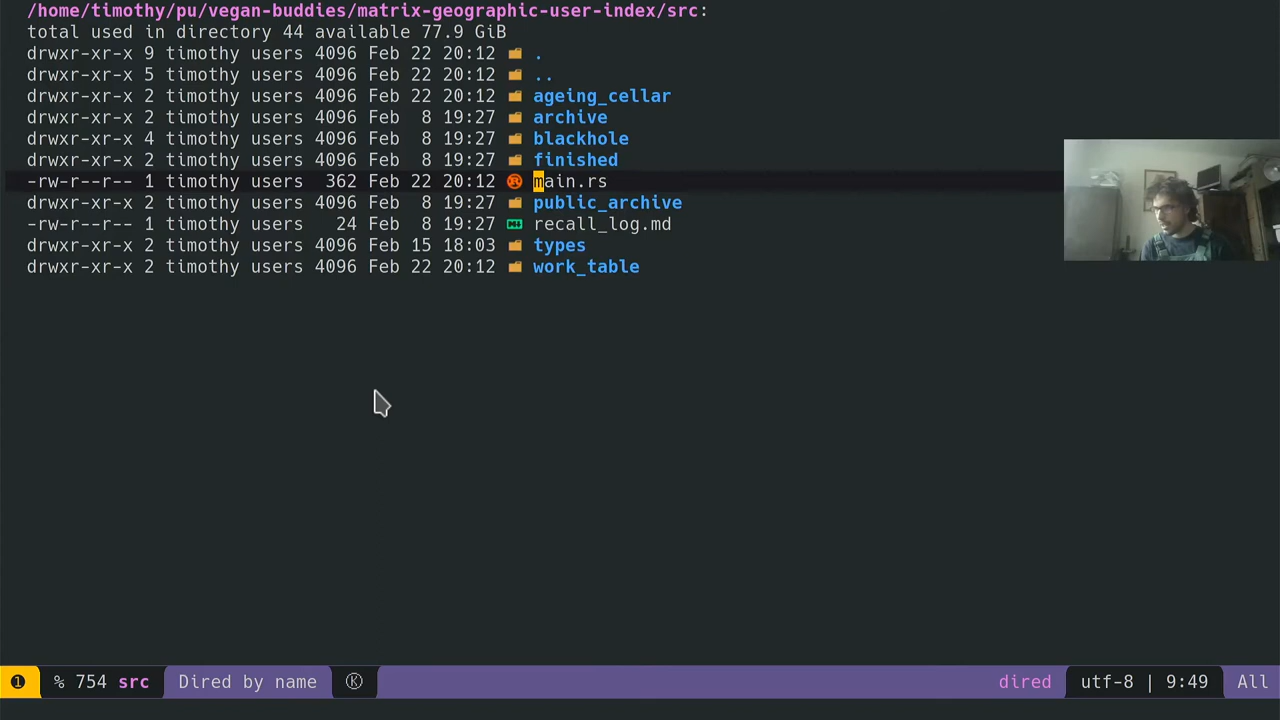 /home/timothy/pu/vegan-buddies/matrix-geographic-user-index/src:
total used in directory 44 available 77.9 GiB
drwxr-xr-x 9 timothy users 4096 Feb 22 20:12 .
drwxr-xr-x 5 timothy users 4096 Feb 22 20:12 ..
drwxr-xr-x 2 timothy users 4096 Feb 22 20:12 ageing_cellar
drwxr-xr-x 2 timothy users 4096 Feb  8 19:27 archive
drwxr-xr-x 4 timothy users 4096 Feb  8 19:27 blackhole
drwxr-xr-x 2 timothy users 4096 Feb  8 19:27 finished
-rw-r--r-- 1 timothy users  362 Feb 22 20:12 main.rs
drwxr-xr-x 2 timothy users 4096 Feb  8 19:27 public_archive
-rw-r--r-- 1 timothy users   24 Feb  8 19:27 recall_log.md
drwxr-xr-x 2 timothy users 4096 Feb 15 18:03 types
drwxr-xr-x 2 timothy users 4096 Feb 22 20:12 work_table
❶ % 754 src Dired by name Ⓚ dired utf-8 | 9:49 All